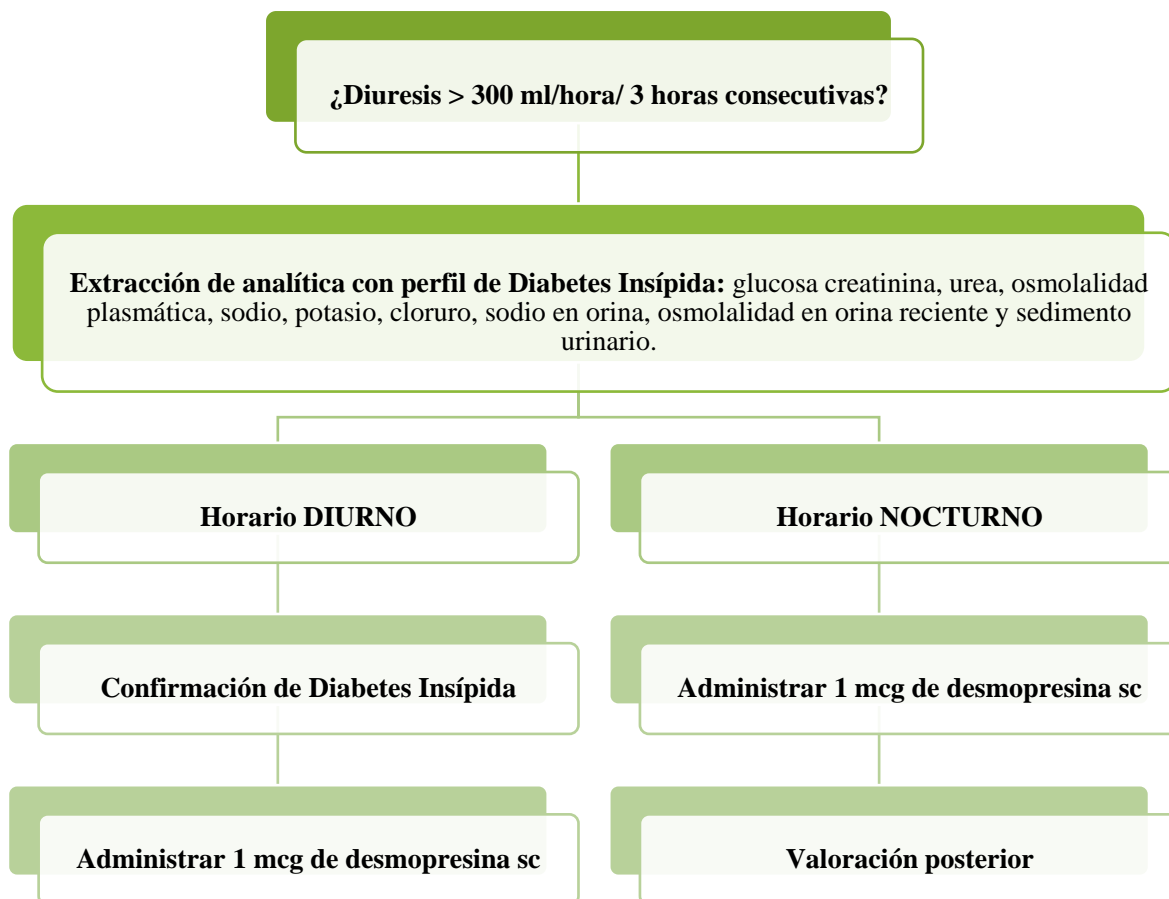 ¿Diuresis > 300 ml/hora/ 3 horas consecutivas?
Extracción de analítica con perfil de Diabetes Insípida: glucosa creatinina, urea, osmolalidad
plasmática, sodio, potasio, cloruro, sodio en orina, osmolalidad en orina reciente y sedimento
urinario.
Horario DIURNO
Horario NOCTURNO
Confirmación de Diabetes Insípida
Administrar 1 mcg de desmopresina sc
Administrar 1 mcg de desmopresina sc
Valoración posterior